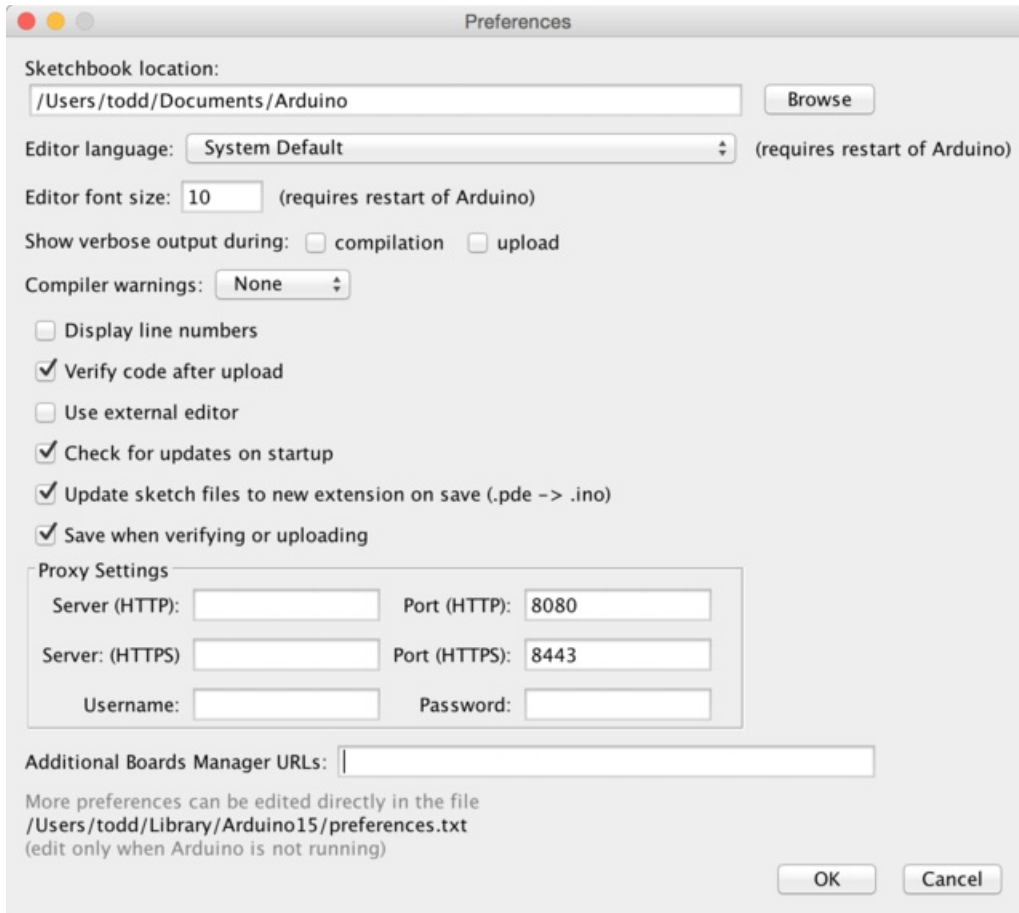 Preferences
Sketchbook location:
/Users/todd/Documents/Arduino
Browse
Editor language: System Default (requires restart of Arduino)
Editor font size: 10 (requires restart of Arduino)
Show verbose output during: compilation upload
Compiler warnings: None
Display line numbers
Verify code after upload
Use external editor
Check for updates on startup
Update sketch files to new extension on save (.pde -> .ino)
Save when verifying or uploading
Proxy Settings
Server (HTTP): Port (HTTP): 8080
Server: (HTTPS) Port (HTTPS): 8443
Username: Password:
Additional Boards Manager URLs:
More preferences can be edited directly in the file
/Users/todd/Library/Arduino15/preferences.txt
(edit only when Arduino is not running)
OK Cancel